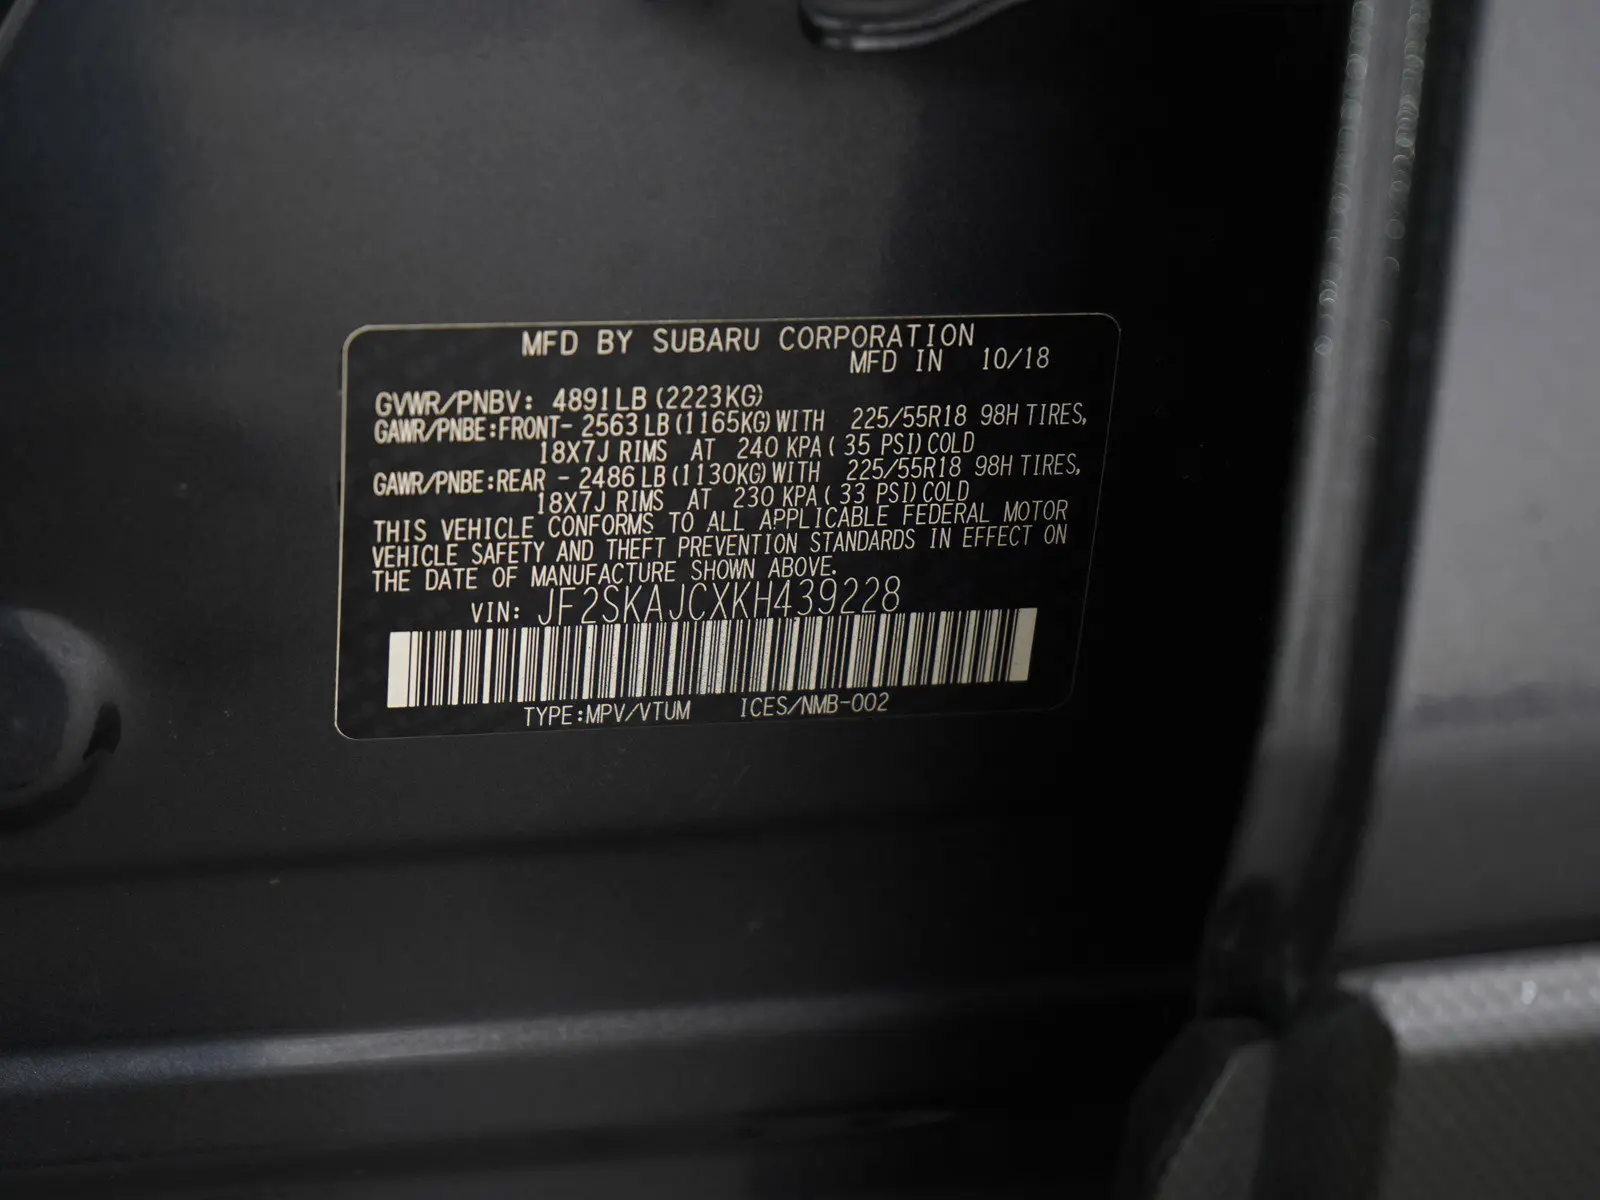 MFD BY SUBARU CORPORATION
MFD IN 10/18
GVWR/PNBV: 4891LB(2223KG)
GAWR/PNBE:FRONT- 2563LB(1165KG)WITH 225/55R18 98H TIRES,
18X7J RIMS AT 240 KPA( 35 PSI)COLD
GAWR/PNBE:REAR - 2486LB(1130KG)WITH 225/55R18 98H TIRES,
18X7J RIMS AT 230 KPA( 33 PSI)COLD
THIS VEHICLE CONFORMS TO ALL APPLICABLE FEDERAL MOTOR
VEHICLE SAFETY AND THEFT PREVENTION STANDARDS IN EFFECT ON
THE DATE OF MANUFACTURE SHOWN ABOVE.
VIN: JF2SKAJCXKH439228
TYPE:MPV/VTUM ICES/NMB-002